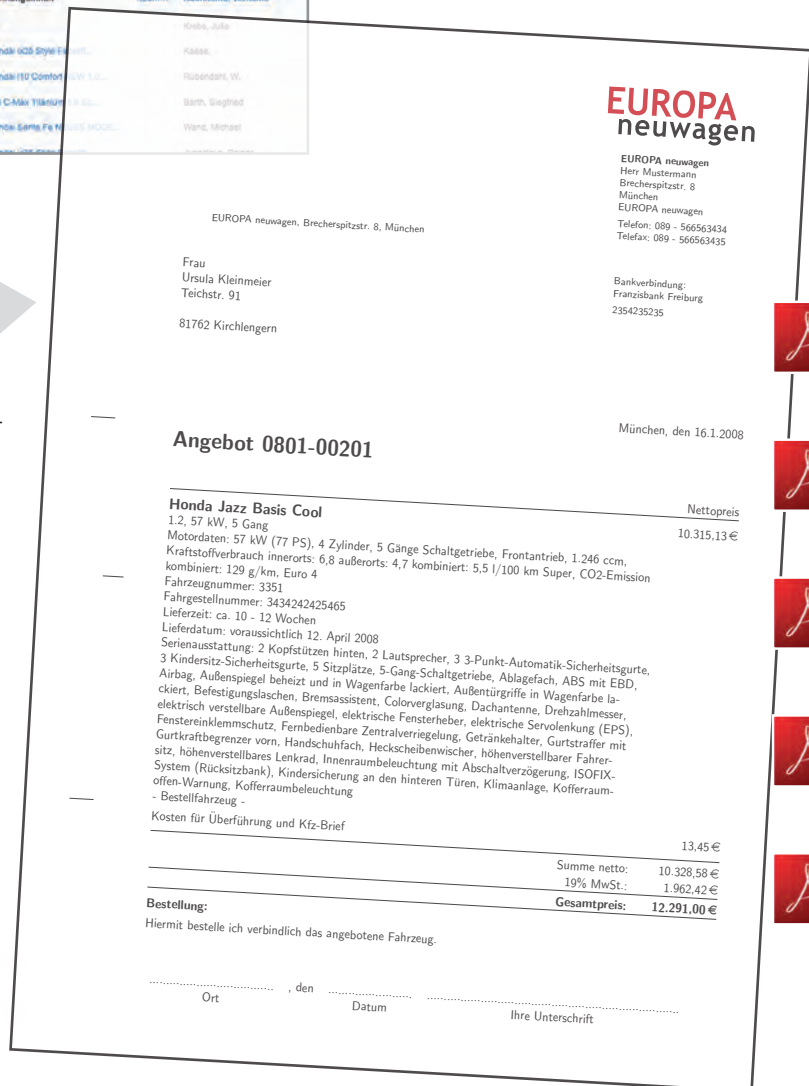 Krebs, Julia
Rübendahl, W.
Barth, Siegfried
Wand, Michael
EUROPA
neuwagen
EUROPA neuwagen
Herr Mustermann
Brecherspitzstr. 8
München
EUROPA neuwagen
Telefon: 089 - 566563434
Telefax: 089 - 566563435
EUROPA neuwagen, Brecherspitzstr. 8, München
Frau
Ursula Kleinmeier
Teichstr. 91
81762 Kirchlengern
Bankverbindung:
Franzisbank Freiburg
2354235235
München, den 16.1.2008
Angebot 0801-00201
Nettopreis
Honda Jazz Basis Cool 10.315,13 €
1.2, 57 kW, 5 Gang
Motordaten: 57 kW (77 PS), 4 Zylinder, 5 Gänge Schaltgetriebe, Frontantrieb, 1.246 ccm,
Kraftstoffverbrauch innerorts: 6,8 außerorts: 4,7 kombiniert: 5,5 l/100 km Super, CO2-Emission
kombiniert: 129 g/km, Euro 4
Fahrzeugnummer: 3351
Fahrgestellnummer: 3434242425465
Lieferzeit: ca. 10 - 12 Wochen
Lieferdatum: voraussichtlich 12. April 2008
Serienausstattung: 2 Kopfstützen hinten, 2 Lautsprecher, 3 3-Punkt-Automatik-Sicherheitsgurte,
3 Kindersitz-Sicherheitsgurte, 5 Sitzplätze, 5-Gang-Schaltgetriebe, Ablagefach, ABS mit EBD,
Airbag, Außenspiegel beheizt und in Wagenfarbe lackiert, Außentürgriffe in Wagenfarbe la-
ckiert, Befestigungslaschen, Bremsassistent, Colorverglasung, Dachantenne, Drehzahlmesser,
elektrisch verstellbare Außenspiegel, elektrische Fensterheber, elektrische Servolenkung (EPS),
Fenstereinklemmschutz, Fernbedienbare Zentralverriegelung, Getränkehalter, Gurtstraffer mit
Gurtkraftbegrenzer vorn, Handschuhfach, Heckscheibenwischer, höhenverstellbarer Fahrer-
sitz, höhenverstellbares Lenkrad, Innenraumbeleuchtung mit Abschaltverzögerung, ISOFIX-
System (Rücksitzbank), Kindersicherung an den hinteren Türen, Klimaanlage, Kofferraum-
offen-Warnung, Kofferraumbeleuchtung
- Bestellfahrzeug -
Kosten für Überführung und Kfz-Brief 13,45 €
Summe netto: 10.328,58 €
19% MwSt.: 1.962,42 €
Gesamtpreis: 12.291,00 €
Bestellung:
Hiermit bestelle ich verbindlich das angebotene Fahrzeug.
, den
Ort Datum Ihre Unterschrift